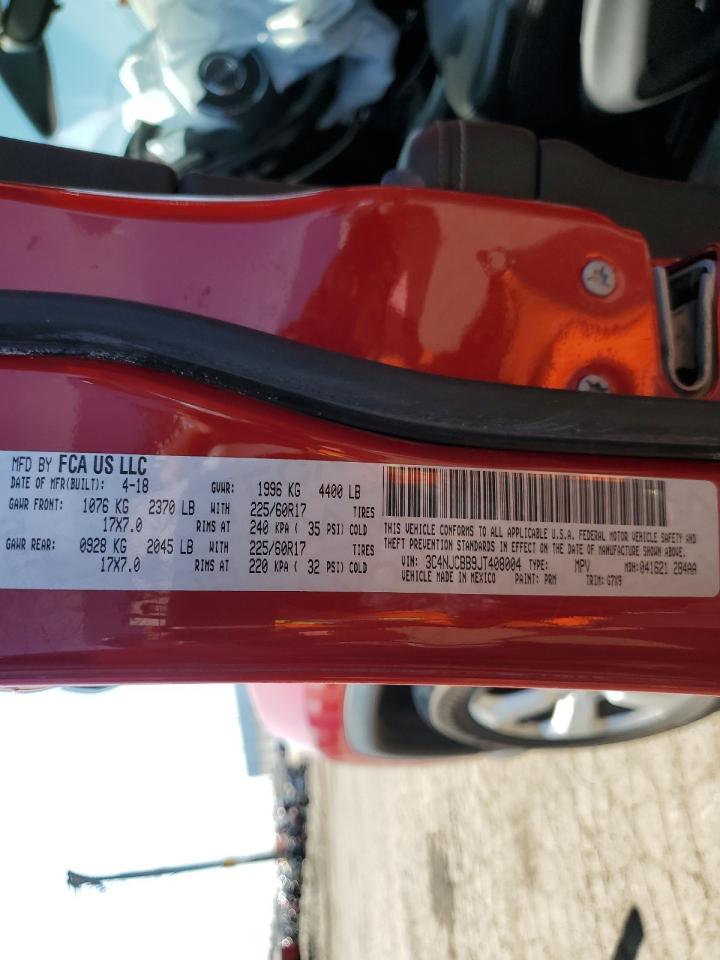 MFD BY FCA US LLC
DATE OF MFR(BUILT): 4-18 GVWR: 1996 KG 4400 LB
GAWR FRONT: 1076 KG 2370 LB WITH 225/60R17 TIRES
17X7.0 RIMS AT 240 KPA ( 35 PSI) COLD
GAWR REAR: 0928 KG 2045 LB WITH 225/60R17 TIRES
17X7.0 RIMS AT 220 KPA ( 32 PSI) COLD
THIS VEHICLE CONFORMS TO ALL APPLICABLE U.S.A. FEDERAL MOTOR VEHICLE SAFETY AND
THEFT PREVENTION STANDARDS IN EFFECT ON THE DATE OF MANUFACTURE SHOWN ABOVE.
VIN: 3C4NJCBB9JT408004 TYPE: MPV MDH: 041621 284AA
VEHICLE MADE IN MEXICO PAINT: PRM TRIM: G7X9